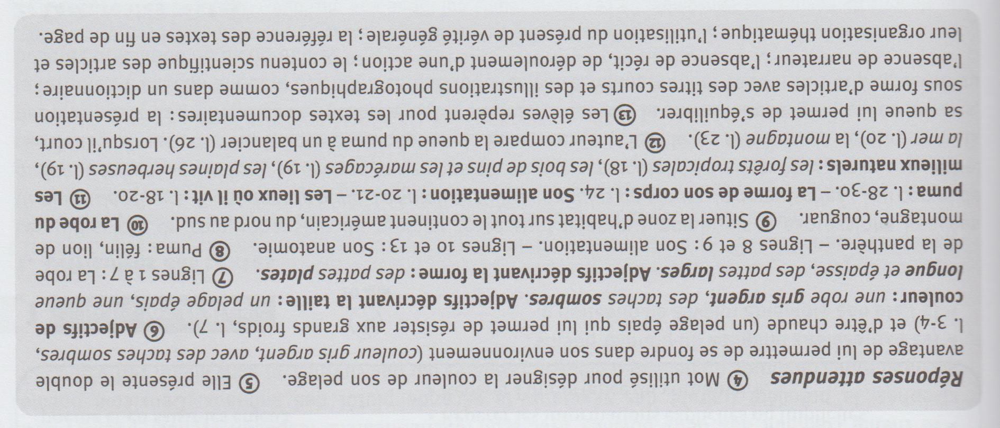 Réponses attendues ④ Mot utilisé pour désigner la couleur de son pelage. ⑤ Elle présente le double
avantage de lui permettre de se fondre dans son environnement (couleur gris argent, avec des taches sombres,
l. 3-4) et d'être chaude (un pelage épais qui lui permet de résister aux grands froids, l. 7). ⑥ Adjectifs de
couleur : une robe gris argent, des taches sombres. Adjectifs décrivant la taille : un pelage épais, une queue
longue et épaisse, des pattes larges. Adjectifs décrivant la forme : des pattes plates. ⑦ Lignes 1 à 7 : La robe
de la panthère. – Lignes 8 et 9 : Son alimentation. – Lignes 10 et 13 : Son anatomie. ⑧ Puma : félin, lion de
montagne, couguar. ⑨ Situer la zone d'habitat sur tout le continent américain, du nord au sud. ⑩ La robe du
puma : l. 28-30. – La forme de son corps : l. 24. Son alimentation : l. 20-21. – Les lieux où il vit : l. 18-20. ⑪ Les
milieux naturels : les forêts tropicales (l. 18), les bois de pins et les marécages (l. 19), les plaines herbeuses (l. 19),
la mer (l. 20), la montagne (l. 23). ⑫ L'auteur compare la queue du puma à un balancier (l. 26). Lorsqu'il court,
sa queue lui permet de s'équilibrer. ⑬ Les élèves repèrent pour les textes documentaires : la présentation
sous forme d'articles avec des titres courts et des illustrations photographiques, comme dans un dictionnaire ;
l'absence de narrateur ; l'absence de récit, de déroulement d'une action ; le contenu scientifique des articles et
leur organisation thématique ; l'utilisation du présent de vérité générale ; la référence des textes en fin de page.